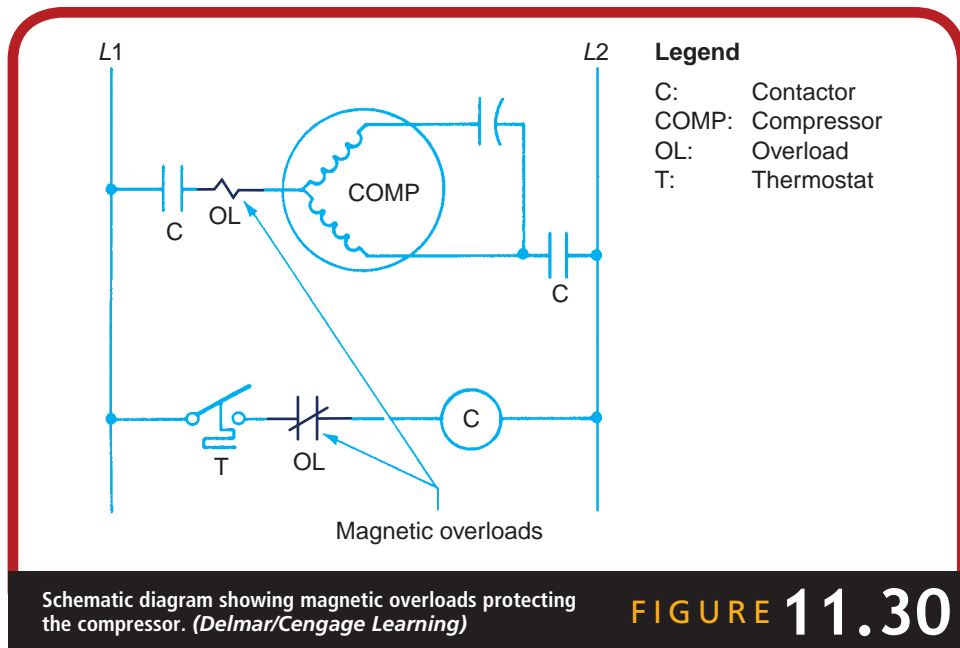 L1
L2
Legend
C: Contactor
COMP: Compressor
OL: Overload
T: Thermostat
COMP
C
OL
C
C
T
OL
Magnetic overloads
Schematic diagram showing magnetic overloads protecting
the compressor. (Delmar/Cengage Learning)
FIGURE 11.30